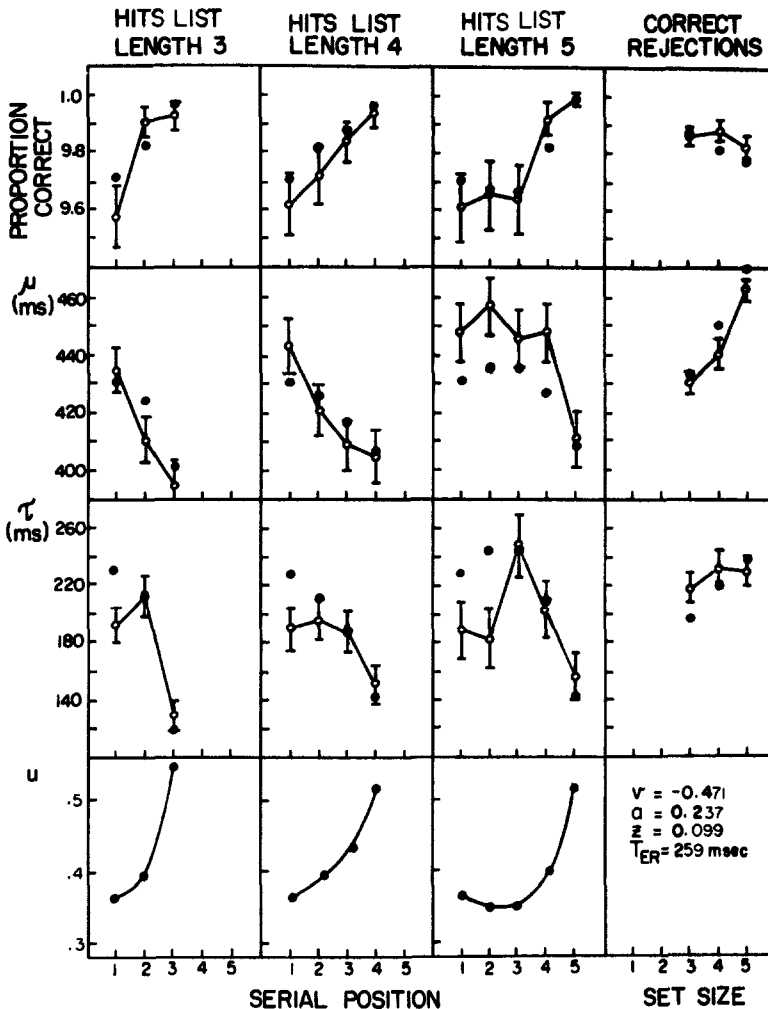 HITS LIST LENGTH 3
HITS LIST LENGTH 4
HITS LIST LENGTH 5
CORRECT REJECTIONS
PROPORTION CORRECT
1.0
9.8
9.6
μ (ms)
460
440
420
400
τ (ms)
260
220
180
140
u
.5
.4
.3
v = -0.471
a = 0.237
z = 0.099
TER = 259 msec
1 2 3 4 5
1 2 3 4 5
1 2 3 4 5
1 2 3 4 5
SERIAL POSITION
SET SIZE